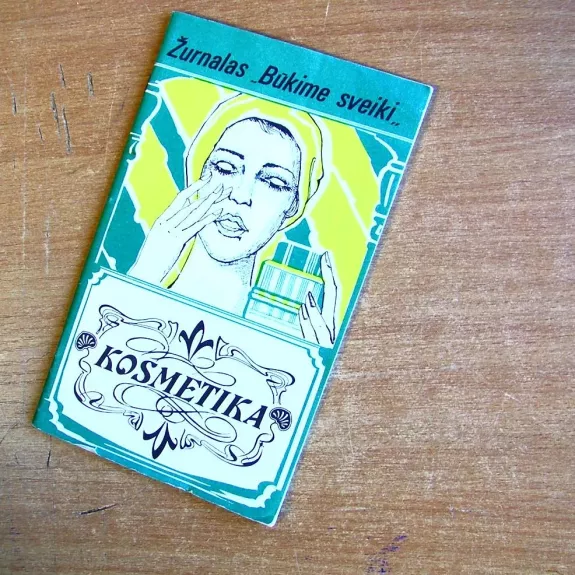 Žurnalas „Būkime sveiki„
KOSMETIKA